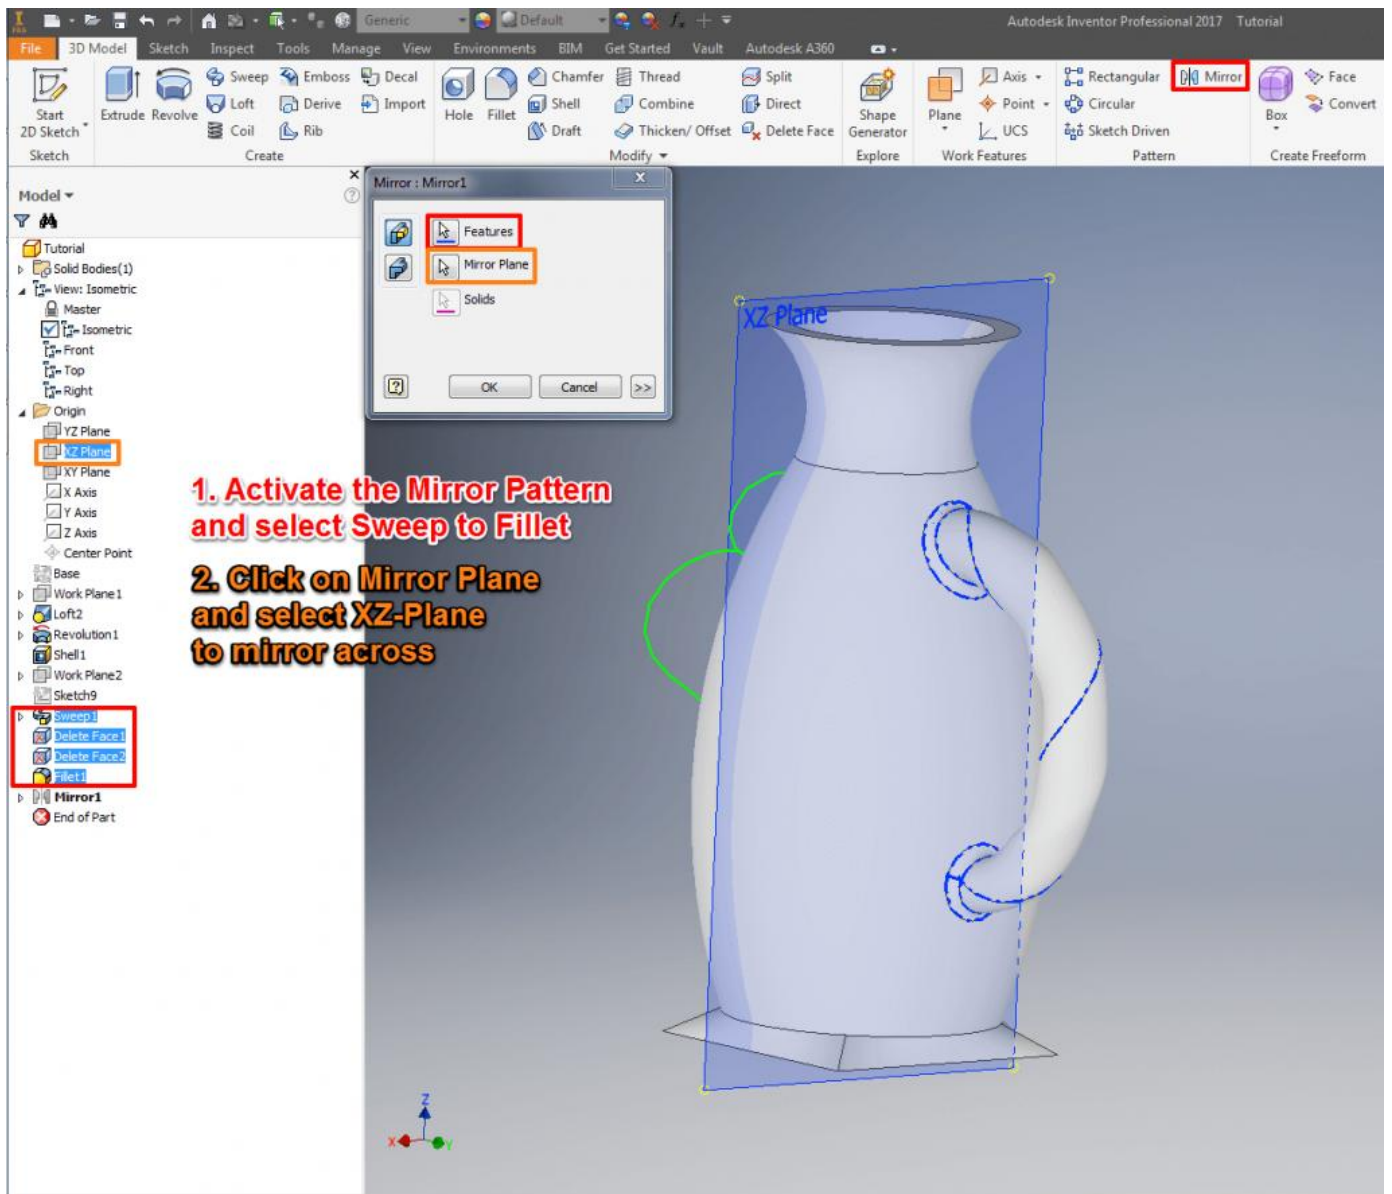 Generic
Default
Autodesk Inventor Professional 2017 Tutorial
File 3D Model Sketch Inspect Tools Manage View Environments BIM Get Started Vault Autodesk A360
Sweep Emboss Decal Chamfer Thread Split Axis Rectangular Mirror Face
Loft Derive Import Shell Combine Direct Point Circular Convert
Start Extrude Revolve Hole Fillet Shape Plane Box
2D Sketch Coil Rib Draft Thicken/ Offset Delete Face Generator UCS Sketch Driven
Sketch Create Modify Explore Work Features Pattern Create Freeform
Model
Mirror : Mirror1
Features
Mirror Plane
Solids
OK Cancel >>
Tutorial
Solid Bodies(1)
View: Isometric
Master
Isometric
Front
Top
Right
Origin
YZ Plane
XZ Plane
XY Plane
X Axis
Y Axis
Z Axis
Center Point
Base
Work Plane1
Loft2
Revolution1
Shell1
Work Plane2
Sketch9
Sweep1
Delete Face1
Delete Face2
Fillet1
Mirror1
End of Part
1. Activate the Mirror Pattern
and select Sweep to Fillet
2. Click on Mirror Plane
and select XZ-Plane
to mirror across
XZ Plane
Z
X
Y